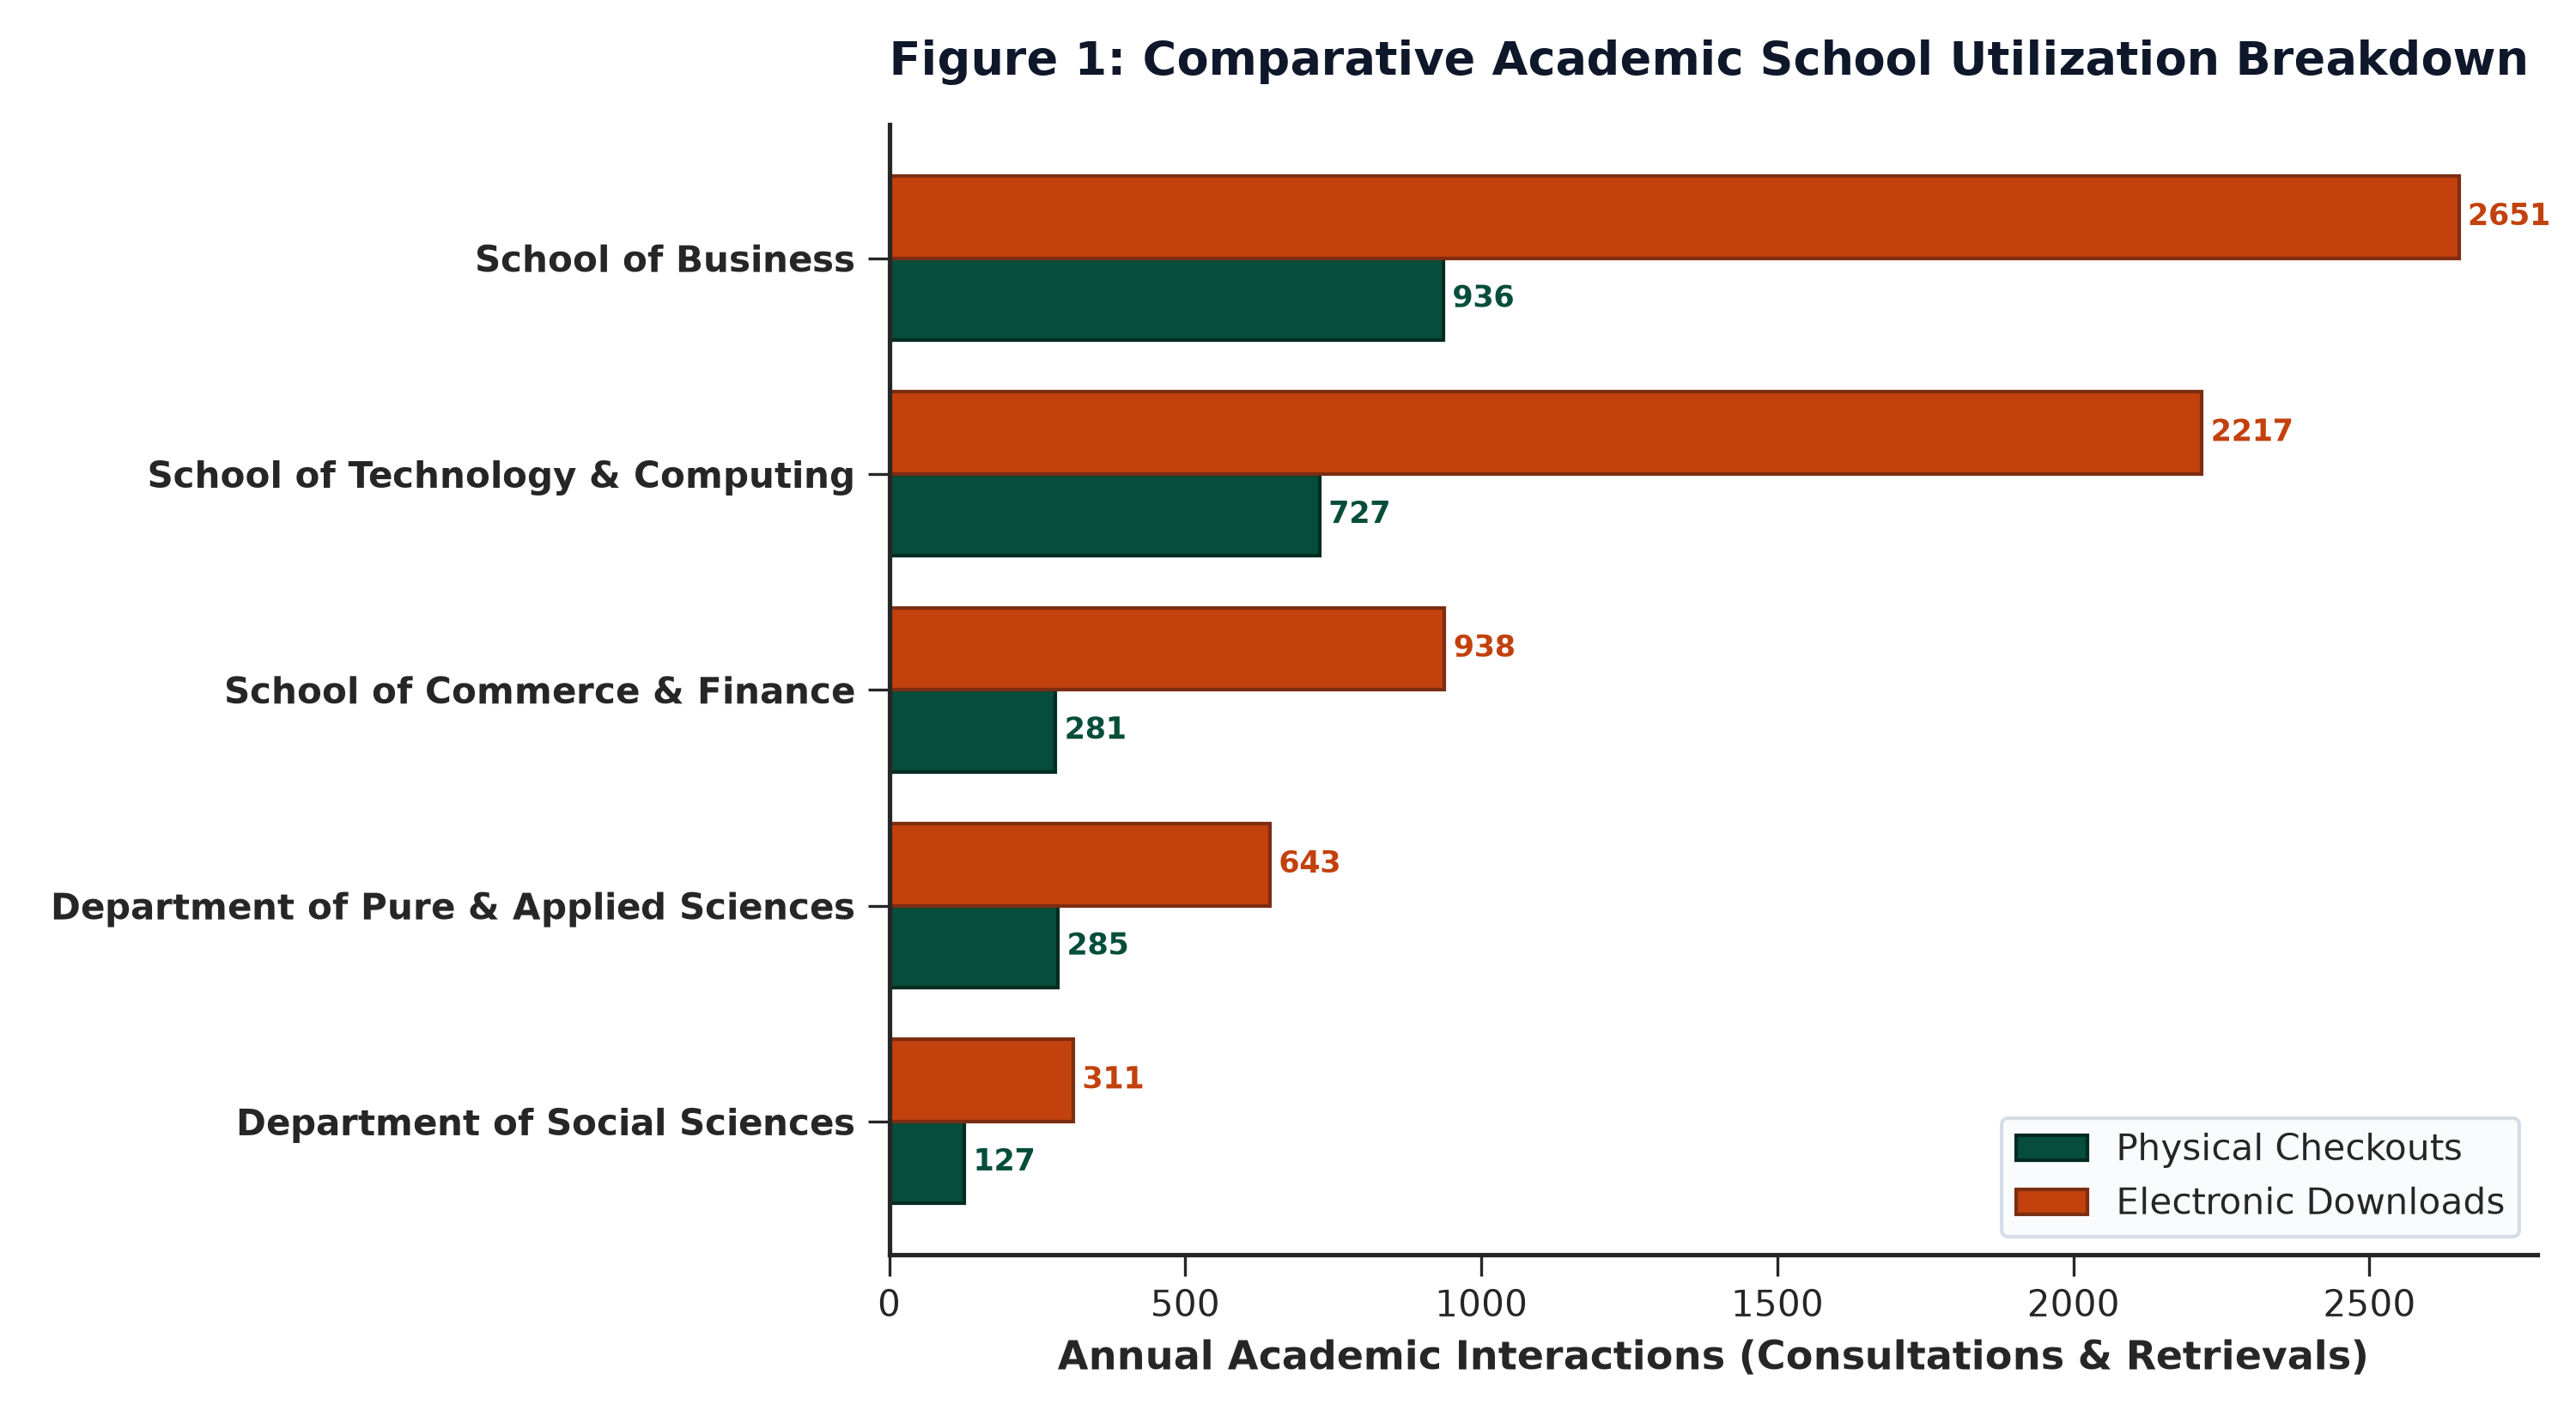 Figure 1: Comparative Academic School Utilization Breakdown
2651
School of Business
936
2217
School of Technology & Computing
727
938
School of Commerce & Finance
281
643
Department of Pure & Applied Sciences
285
311
Department of Social Sciences
127
Physical Checkouts
Electronic Downloads
0 500 1000 1500 2000 2500
Annual Academic Interactions (Consultations & Retrievals)